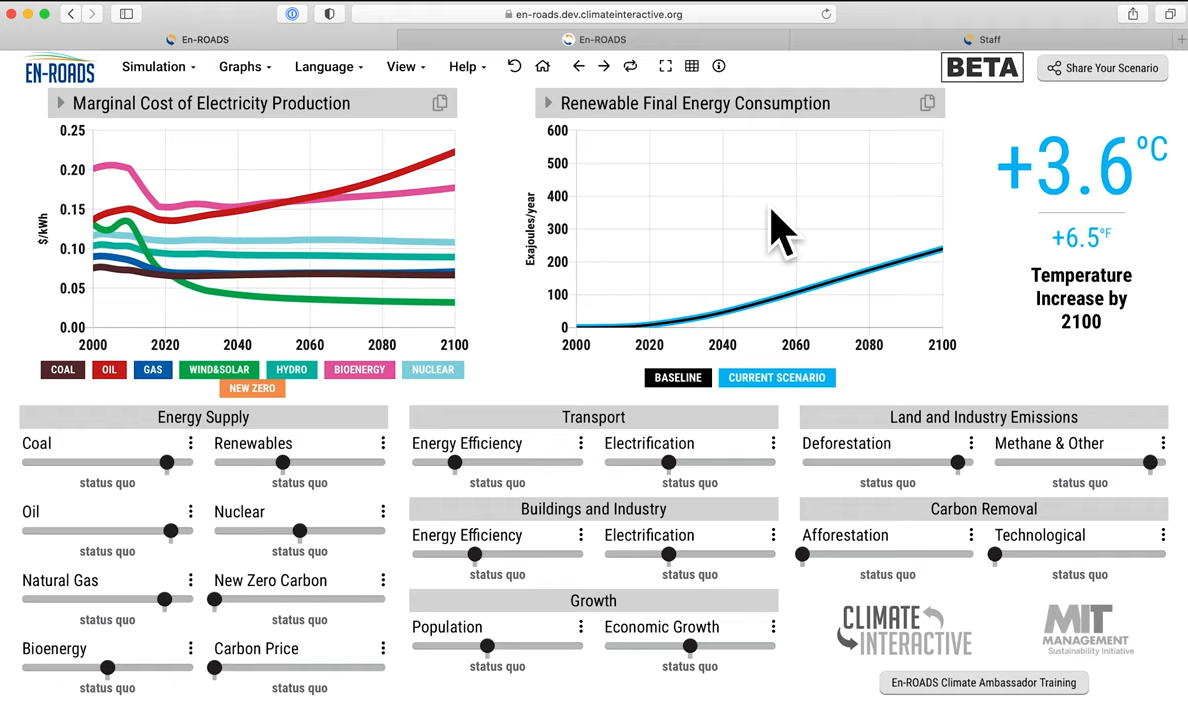 en-roads.dev.climateinteractive.org
En-ROADS
En-ROADS
Staff
EN-ROADS
Simulation
Graphs
Language
View
Help
BETA
Share Your Scenario
Marginal Cost of Electricity Production
0.25
0.20
0.15
0.10
0.05
0.00
$/kWh
2000 2020 2040 2060 2080 2100
COAL OIL GAS WIND&SOLAR HYDRO BIOENERGY NUCLEAR
NEW ZERO
Renewable Final Energy Consumption
600
500
400
300
200
100
0
Exajoules/year
2000 2020 2040 2060 2080 2100
BASELINE CURRENT SCENARIO
+3.6 ºC
+6.5°F
Temperature
Increase by
2100
Energy Supply
Coal
status quo
Renewables
status quo
Oil
status quo
Nuclear
status quo
Natural Gas
status quo
New Zero Carbon
status quo
Bioenergy
status quo
Carbon Price
status quo
Transport
Energy Efficiency
status quo
Electrification
status quo
Buildings and Industry
Energy Efficiency
status quo
Electrification
status quo
Growth
Population
status quo
Economic Growth
status quo
Land and Industry Emissions
Deforestation
status quo
Methane & Other
status quo
Carbon Removal
Afforestation
status quo
Technological
status quo
CLIMATE
INTERACTIVE
MIT
MANAGEMENT
Sustainability Initiative
En-ROADS Climate Ambassador Training